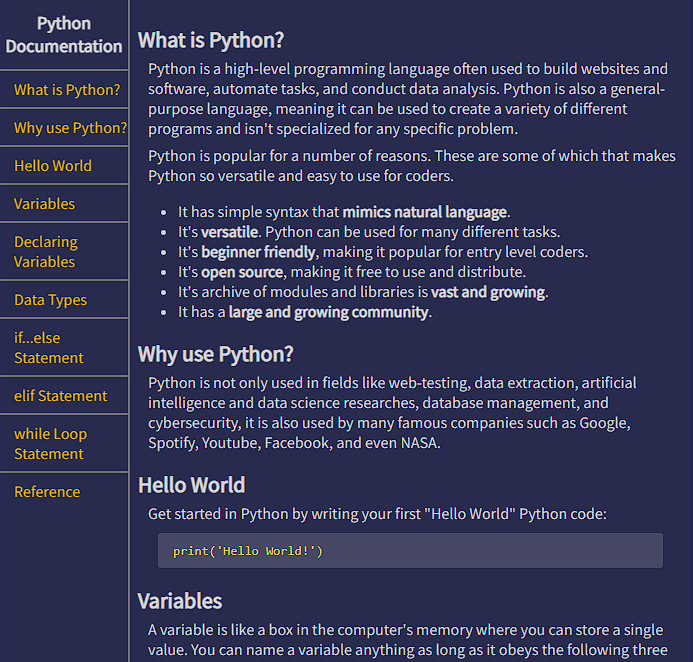 Python
Documentation
What is Python?
Why use Python?
Hello World
Variables
Declaring
Variables
Data Types
if...else
Statement
elif Statement
while Loop
Statement
Reference
What is Python?
Python is a high-level programming language often used to build websites and
software, automate tasks, and conduct data analysis. Python is also a general-
purpose language, meaning it can be used to create a variety of different
programs and isn't specialized for any specific problem.
Python is popular for a number of reasons. These are some of which that makes
Python so versatile and easy to use for coders.
• It has simple syntax that mimics natural language.
• It's versatile. Python can be used for many different tasks.
• It's beginner friendly, making it popular for entry level coders.
• It's open source, making it free to use and distribute.
• It's archive of modules and libraries is vast and growing.
• It has a large and growing community.
Why use Python?
Python is not only used in fields like web-testing, data extraction, artificial
intelligence and data science researches, database management, and
cybersecurity, it is also used by many famous companies such as Google,
Spotify, Youtube, Facebook, and even NASA.
Hello World
Get started in Python by writing your first "Hello World" Python code:
print('Hello World!')
Variables
A variable is like a box in the computer's memory where you can store a single
value. You can name a variable anything as long as it obeys the following three